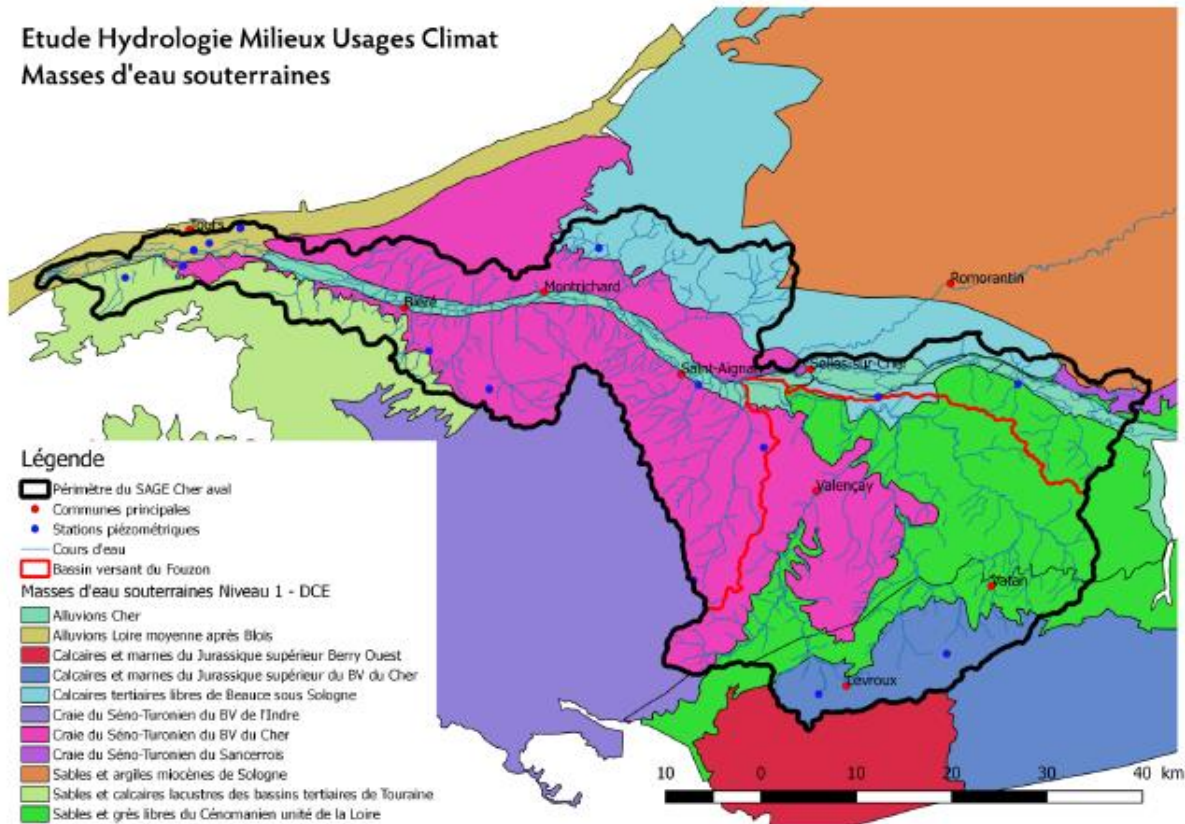 Etude Hydrologie Milieux Usages Climat
Masses d'eau souterraines
Tours
Bléré
Montrichard
Romorantin
Saint-Aignan
Selles-sur-Cher
Valençay
Vatan
Levroux
Légende
Périmètre du SAGE Cher aval
Communes principales
Stations piézométriques
Cours d'eau
Bassin versant du Fouzon
Masses d'eau souterraines Niveau 1 - DCE
Alluvions Cher
Alluvions Loire moyenne après Blois
Calcaires et marnes du Jurassique supérieur Berry Ouest
Calcaires et marnes du Jurassique supérieur du BV du Cher
Calcaires tertiaires libres de Beauce sous Sologne
Craie du Séno-Turonien du BV de l'Indre
Craie du Séno-Turonien du BV du Cher
Craie du Séno-Turonien du Sancerrois
Sables et argiles miocènes de Sologne
Sables et calcaires lacustres des bassins tertiaires de Touraine
Sables et grès libres du Cénomanien unité de la Loire
10 0 10 20 30 40 km